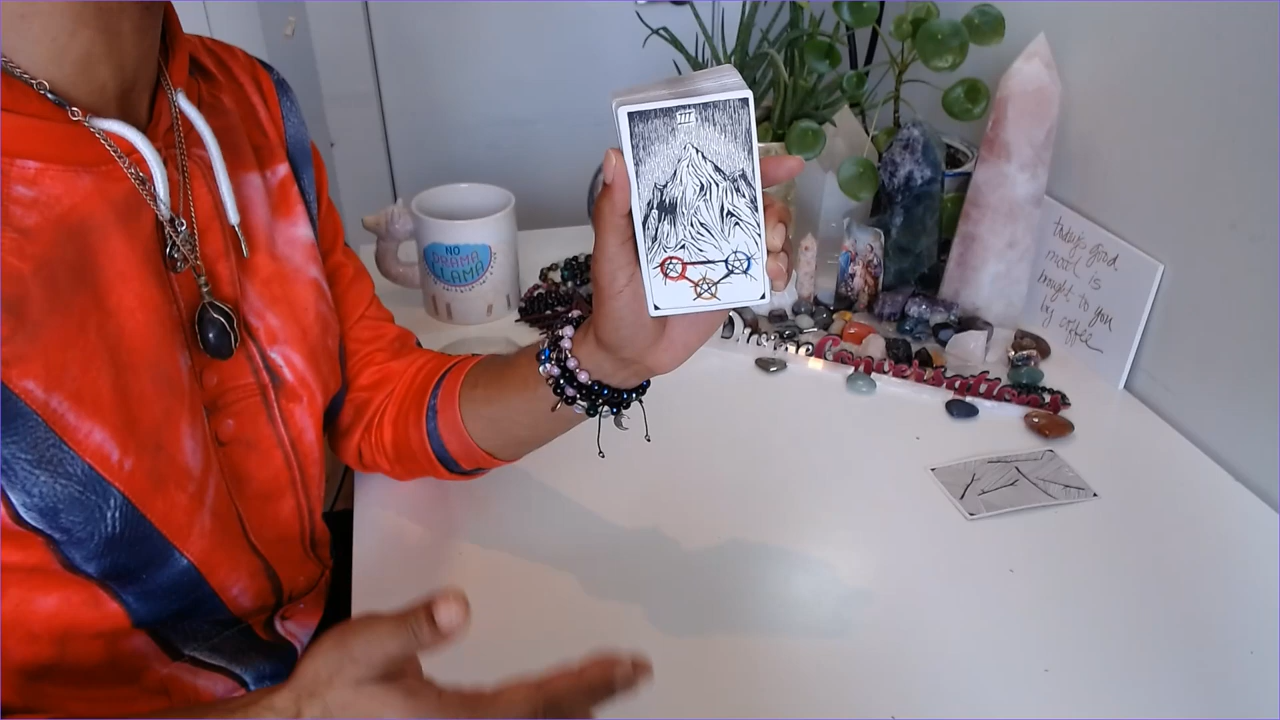 III
NO
DRAMA
LLAMA
today's good
mood is
brought to you
by coffee
Divine Conversations